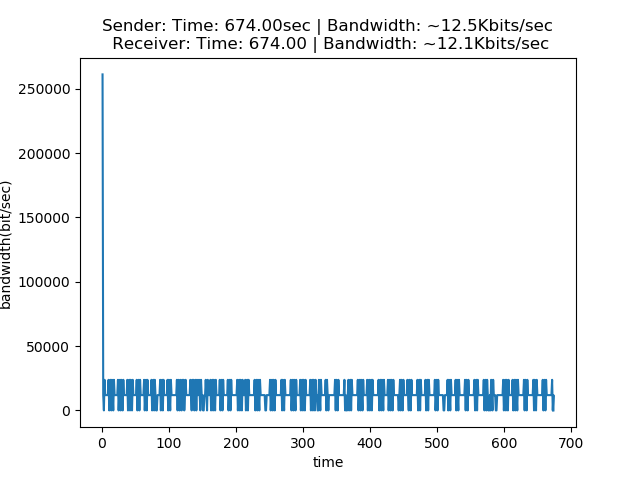 Sender: Time: 674.00sec | Bandwidth: ~12.5Kbits/sec
Receiver: Time: 674.00 | Bandwidth: ~12.1Kbits/sec
250000
200000
150000
100000
50000
0
bandwidth(bit/sec)
0 100 200 300 400 500 600 700
time